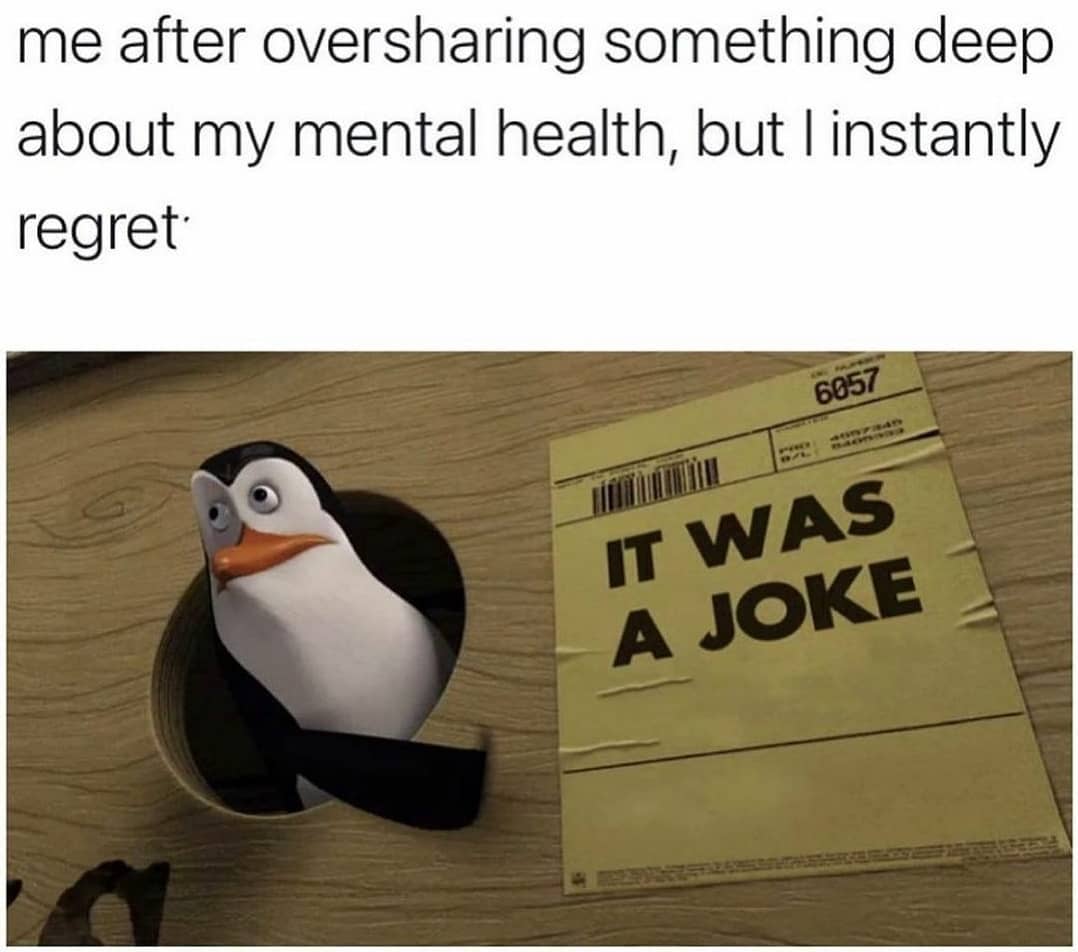 me after oversharing something deep
about my mental health, but I instantly
regret
6057
IT WAS
A JOKE